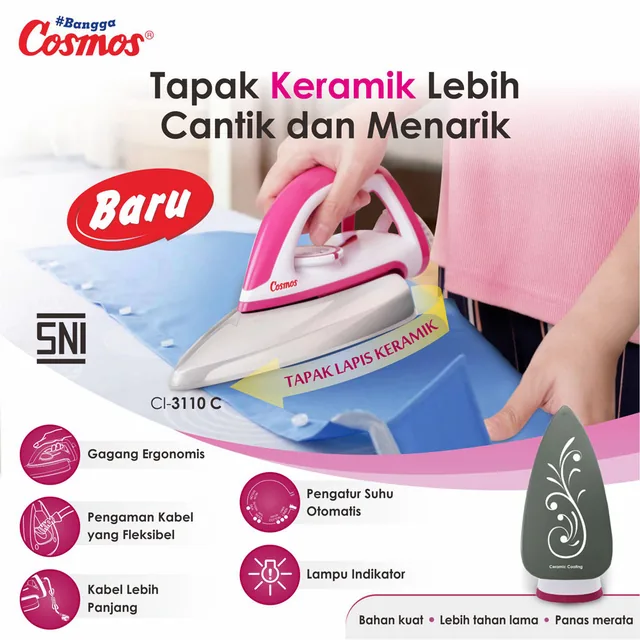 #Bangga
Cosmos®
Tapak Keramik Lebih
Cantik dan Menarik
Baru
Cosmos
SNI
TAPAK LAPIS KERAMIK
CI-3110 C
Gagang Ergonomis
Pengaman Kabel
yang Fleksibel
Kabel Lebih
Panjang
Pengatur Suhu
Otomatis
Lampu Indikator
Ceramic Coating
Bahan kuat • Lebih tahan lama • Panas merata